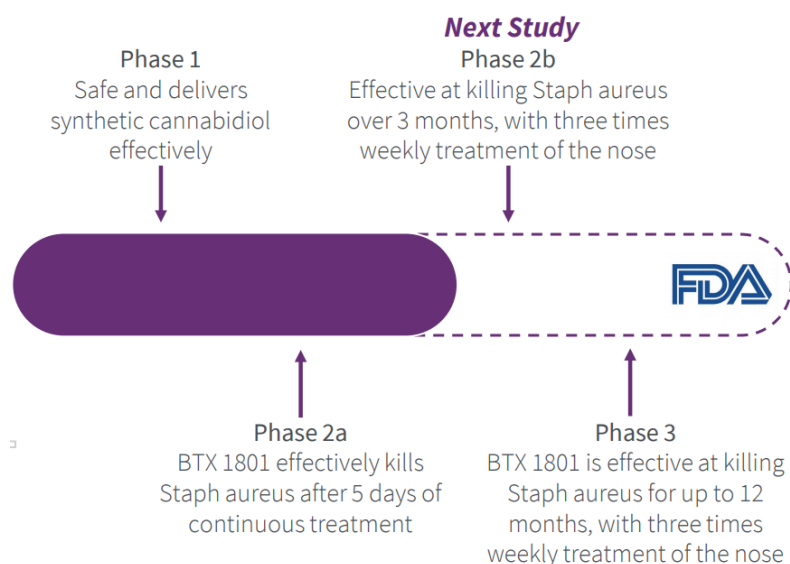 Next Study
Phase 1
Safe and delivers
synthetic cannabidiol
effectively
Phase 2b
Effective at killing Staph aureus
over 3 months, with three times
weekly treatment of the nose
FDA
Phase 2a
BTX 1801 effectively kills
Staph aureus after 5 days of
continuous treatment
Phase 3
BTX 1801 is effective at killing
Staph aureus for up to 12
months, with three times
weekly treatment of the nose